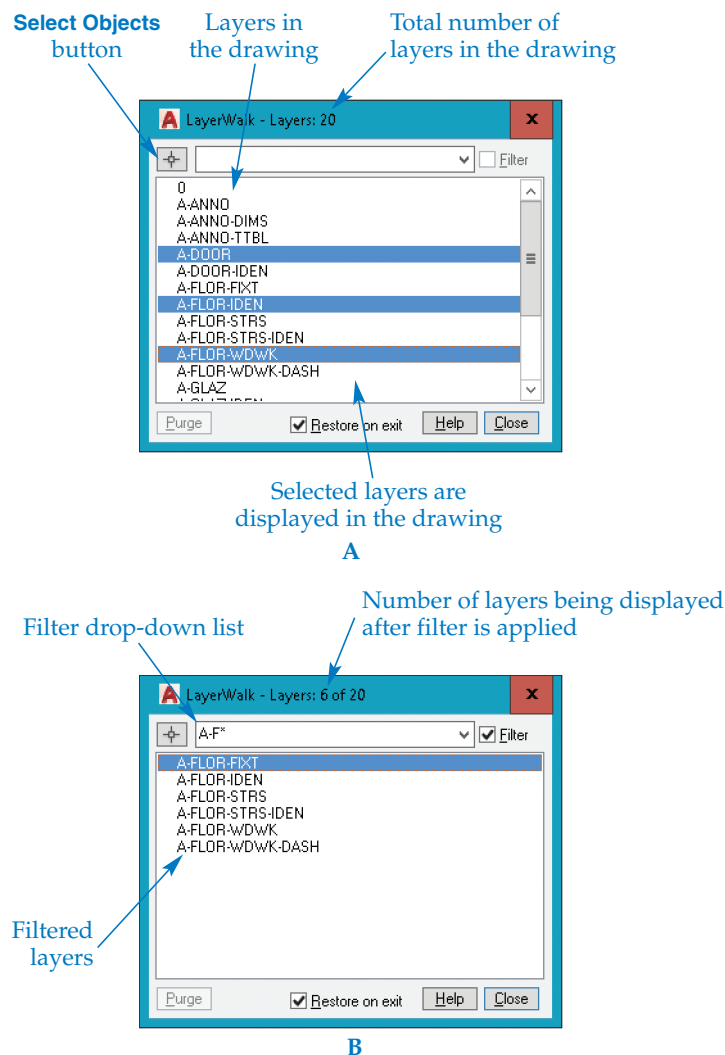 Select Objects
button
Layers in
the drawing
Total number of
layers in the drawing
LayerWalk - Layers: 20
x
Filter
0
A-ANNO
A-ANNO-DIMS
A-ANNO-TTBL
A-DOOR
A-DOOR-IDEN
A-FLOR-FIXT
A-FLOR-IDEN
A-FLOR-STRS
A-FLOR-STRS-IDEN
A-FLOR-WDWK
A-FLOR-WDWK-DASH
A-GLAZ
Purge
Restore on exit
Help
Close
Selected layers are
displayed in the drawing
A
Number of layers being displayed
after filter is applied
Filter drop-down list
LayerWalk - Layers: 6 of 20
x
A-F*
Filter
A-FLOR-FIXT
A-FLOR-IDEN
A-FLOR-STRS
A-FLOR-STRS-IDEN
A-FLOR-WDWK
A-FLOR-WDWK-DASH
Filtered
layers
Purge
Restore on exit
Help
Close
B